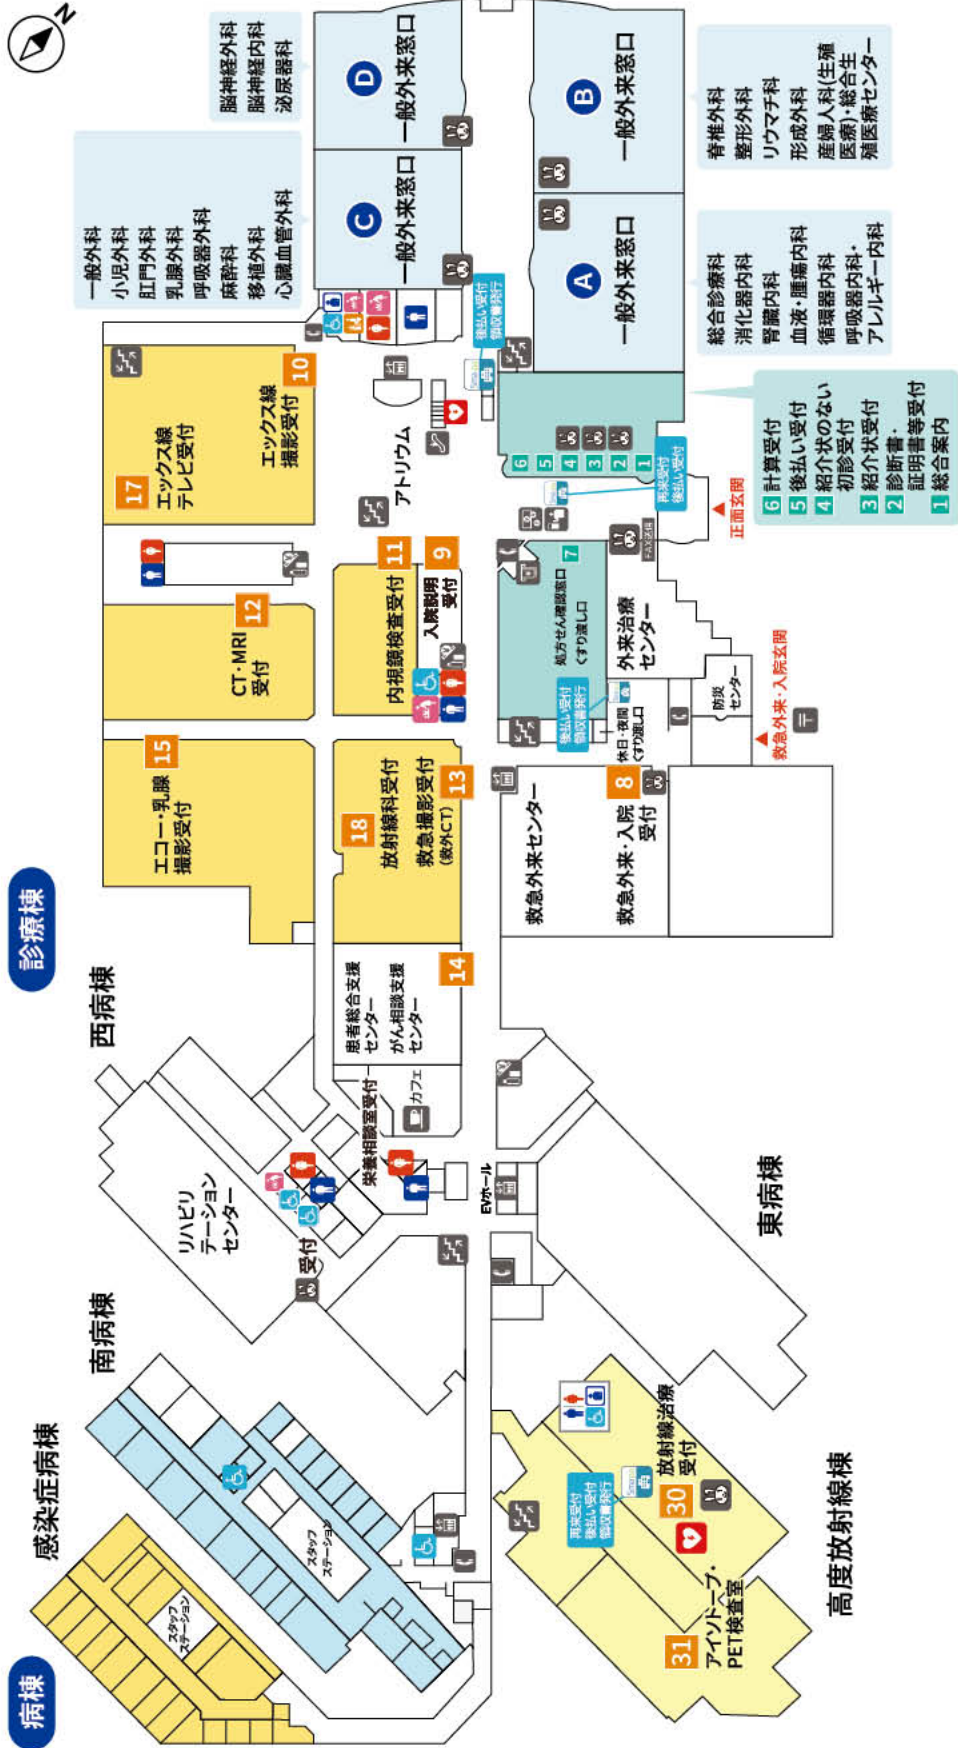 N
脳神経外科
脳神経内科
泌尿器科
D
一般外来窓口
B
一般外来窓口
脊椎外科
整形外科
リウマチ科
形成外科
産婦人科(生殖
医療)・総合生
殖医療センター
一般外科
小児外科
肛門外科
乳腺外科
呼吸器外科
麻酔科
移植外科
心臓血管外科
C
一般外来窓口
A
一般外来窓口
総合診療科
消化器内科
腎臓内科
血液・腫瘍内科
循環器内科
呼吸器内科・
アレルギー内科
後払い受付
領収書発行
10
エックス線
撮影受付
17
エックス線
テレビ受付
アトリウム
6
5
4
3
2
1
再来受付
後払い受付
6 計算受付
5 後払い受付
4 紹介状のない
初診受付
3 紹介状受付
2 診断書・
証明書等受付
1 総合案内
正面玄関
FAX送信
11
内視鏡検査受付
9
入院説明
受付
7
処方せん確認窓口
くすり渡し口
外来治療
センター
12
CT・MRI
受付
後払い受付
領収書発行
休日・夜間
くすり渡し口
防災
センター
救急外来・入院玄関
〒
15
エコー・乳腺
撮影受付
18
放射線科受付
13
救急撮影受付
(救外CT)
救急外来センター
8
救急外来・入院
受付
診療棟
14
患者総合支援
センター
がん相談支援
センター
西病棟
栄養相談室受付
カフェ
リハビリ
テーション
センター
受付
EVホール
東病棟
南病棟
スタッフ
ステーション
感染症病棟
スタッフ
ステーション
病棟
再来受付
後払い受付
領収書発行
放射線治療
受付
30
31
アイソトープ・
PET検査室
高度放射線棟